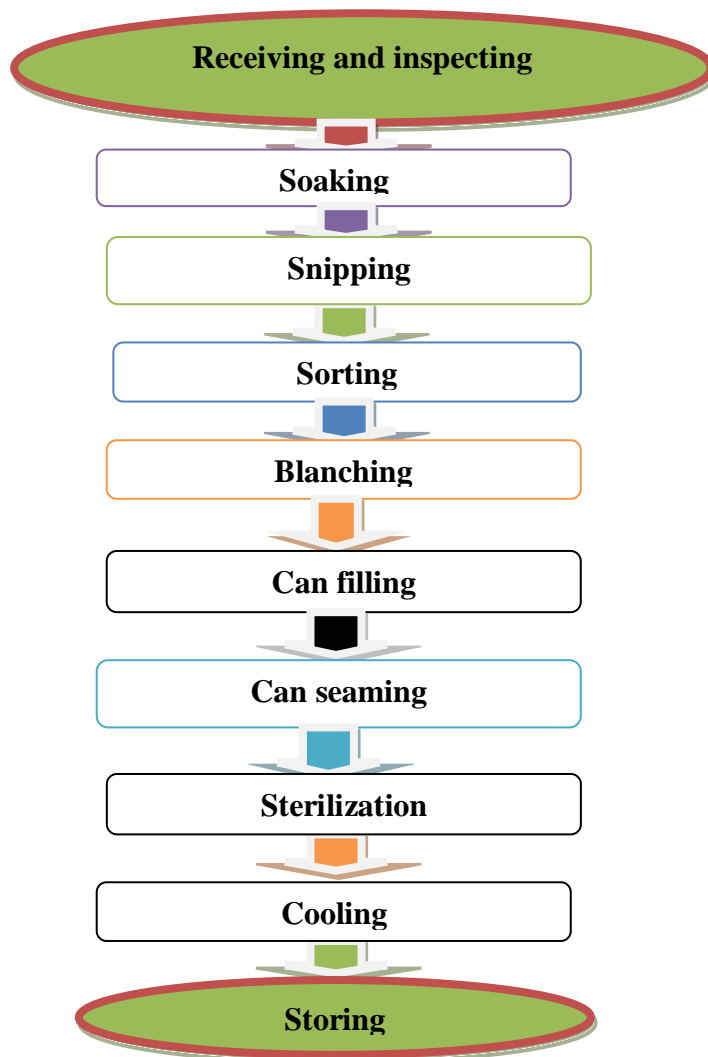 Receiving and inspecting
Soaking
Snipping
Sorting
Blanching
Can filling
Can seaming
Sterilization
Cooling
Storing